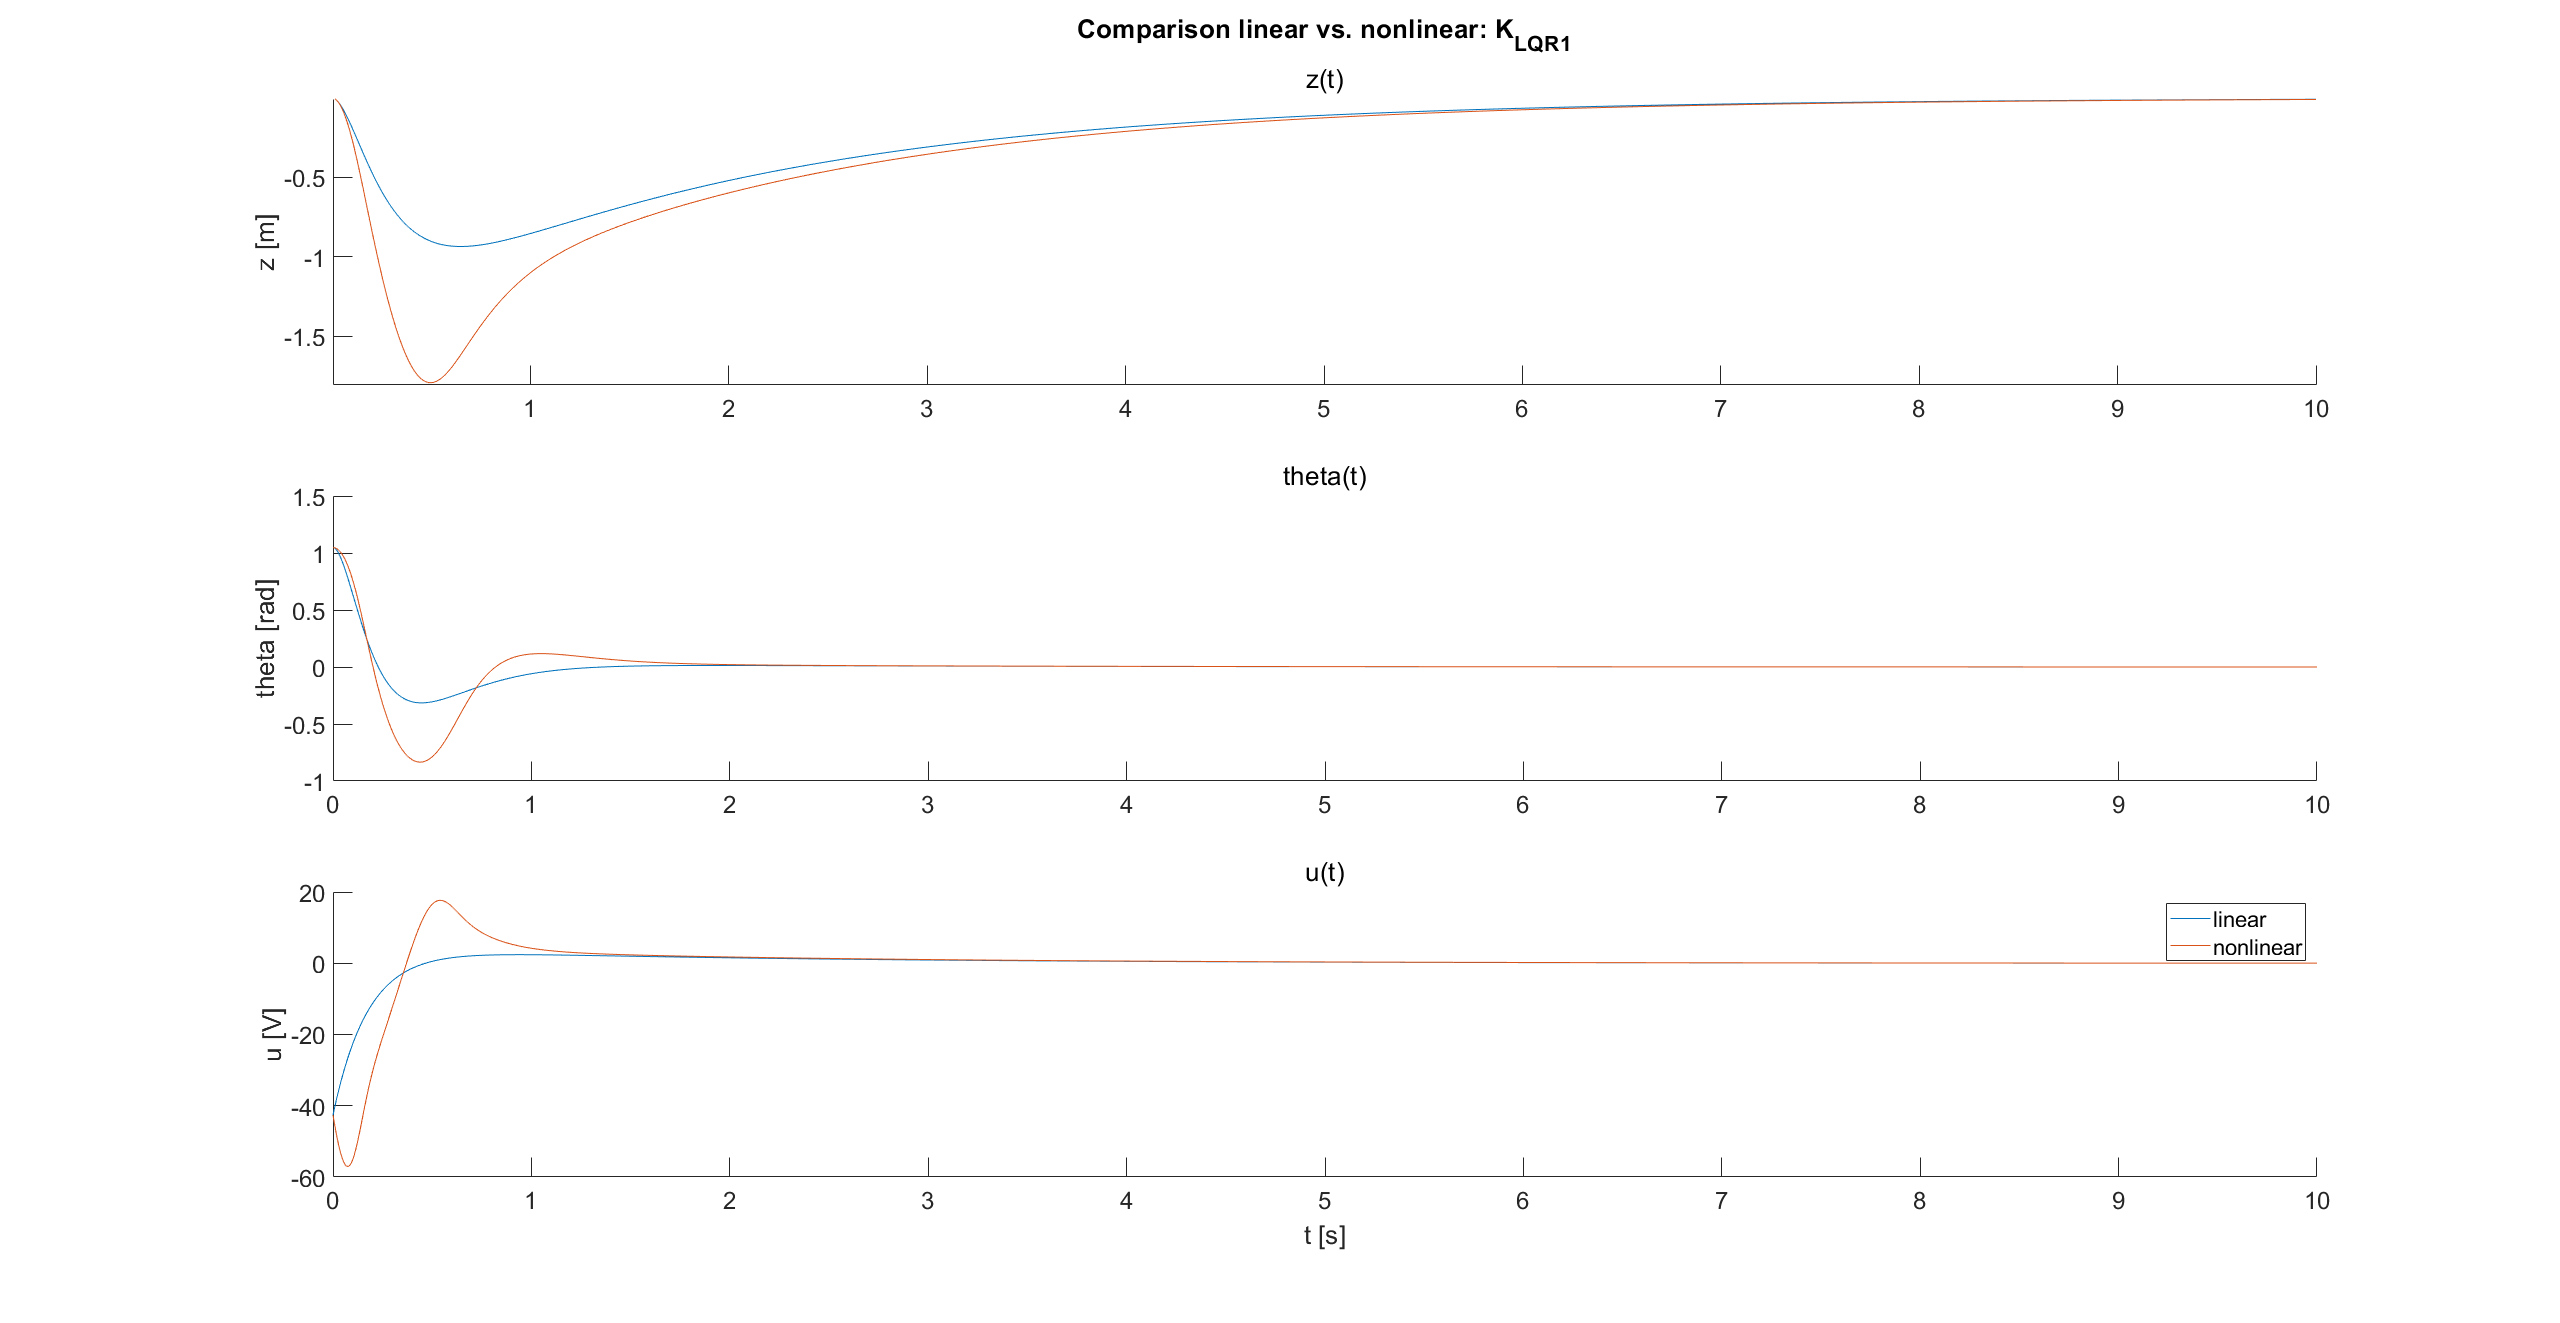 Comparison linear vs. nonlinear: K_LQR1
z(t)
-0.5
-1
-1.5
z [m]
1 2 3 4 5 6 7 8 9 10
theta(t)
1.5
1
0.5
0
-0.5
-1
theta [rad]
0 1 2 3 4 5 6 7 8 9 10
u(t)
20
0
-20
-40
-60
u [V]
linear
nonlinear
0 1 2 3 4 5 6 7 8 9 10
t [s]